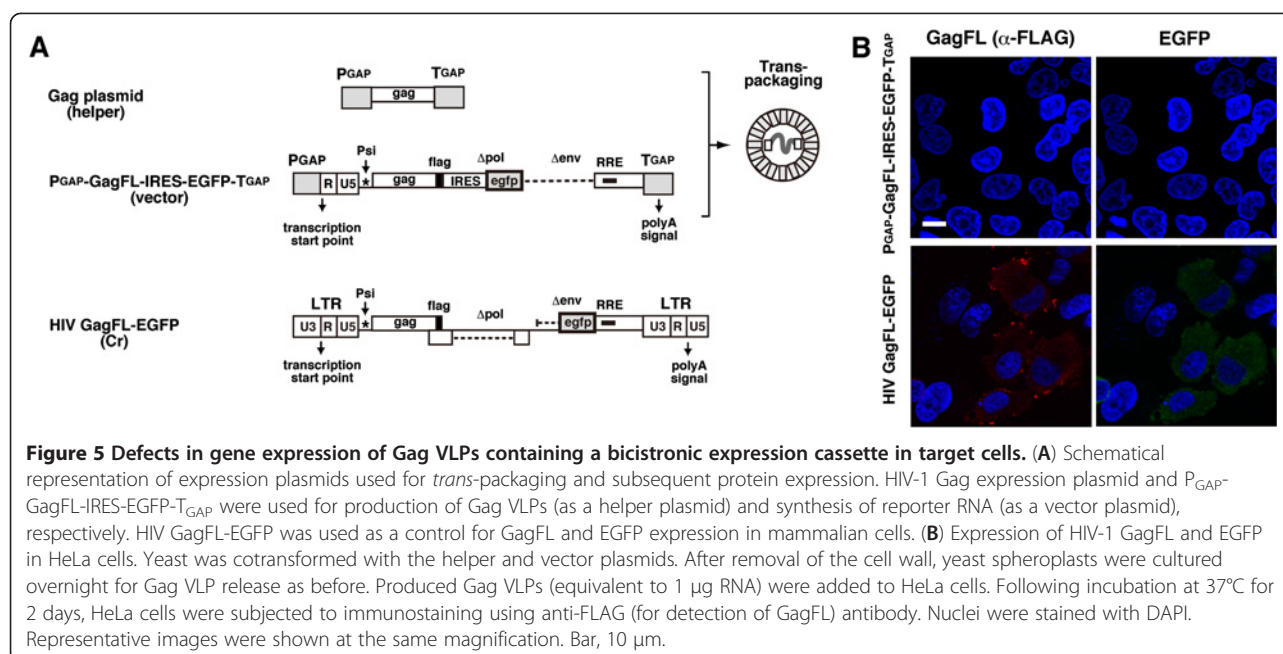 A
Gag plasmid
(helper)
PGAP
TGAP
gag
Trans-
packaging
PGAP-GagFL-IRES-EGFP-TGAP
(vector)
PGAP
Psi
flag
Δpol
Δenv
RRE
TGAP
R
U5
*
gag
IRES
egfp
transcription
start point
polyA
signal
HIV GagFL-EGFP
(Cr)
LTR
Psi
flag
Δpol
Δenv
RRE
LTR
U3
R
U5
*
gag
egfp
U3
R
U5
transcription
start point
polyA
signal
B
GagFL (α-FLAG)
EGFP
PGAP-GagFL-IRES-EGFP-TGAP
HIV GagFL-EGFP
Figure 5 Defects in gene expression of Gag VLPs containing a bicistronic expression cassette in target cells. (A) Schematical
representation of expression plasmids used for trans-packaging and subsequent protein expression. HIV-1 Gag expression plasmid and PGAP-
GagFL-IRES-EGFP-TGAP were used for production of Gag VLPs (as a helper plasmid) and synthesis of reporter RNA (as a vector plasmid),
respectively. HIV GagFL-EGFP was used as a control for GagFL and EGFP expression in mammalian cells. (B) Expression of HIV-1 GagFL and EGFP
in HeLa cells. Yeast was cotransformed with the helper and vector plasmids. After removal of the cell wall, yeast spheroplasts were cultured
overnight for Gag VLP release as before. Produced Gag VLPs (equivalent to 1 μg RNA) were added to HeLa cells. Following incubation at 37°C for
2 days, HeLa cells were subjected to immunostaining using anti-FLAG (for detection of GagFL) antibody. Nuclei were stained with DAPI.
Representative images were shown at the same magnification. Bar, 10 μm.